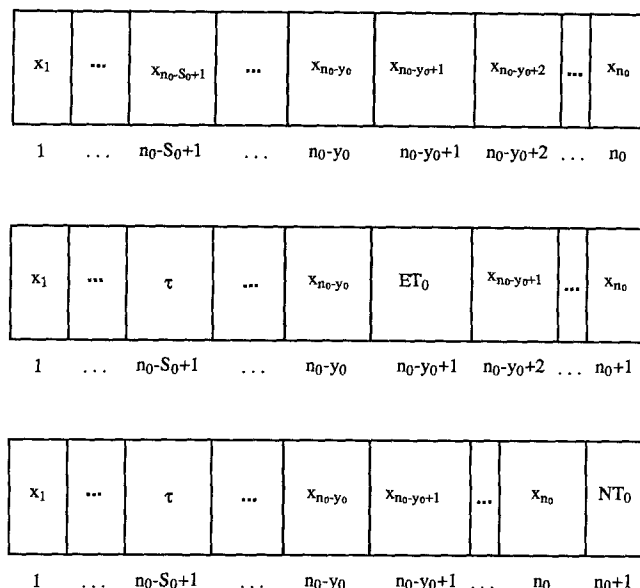 x₁ ... xₙ₀₋S₀₊₁ ... xₙ₀₋y₀ xₙ₀₋y₀₊₁ xₙ₀₋y₀₊₂ ... xₙ₀
1 ... n₀-S₀+1 ... n₀-y₀ n₀-y₀+1 n₀-y₀+2 ... n₀
x₁ ... τ ... xₙ₀₋y₀ ET₀ xₙ₀₋y₀₊₁ ... xₙ₀
1 ... n₀-S₀+1 ... n₀-y₀ n₀-y₀+1 n₀-y₀+2 ... n₀+1
x₁ ... τ ... xₙ₀₋y₀ xₙ₀₋y₀₊₁ ... xₙ₀ NT₀
1 ... n₀-S₀+1 ... n₀-y₀ n₀-y₀+1 ... n₀ n₀+1